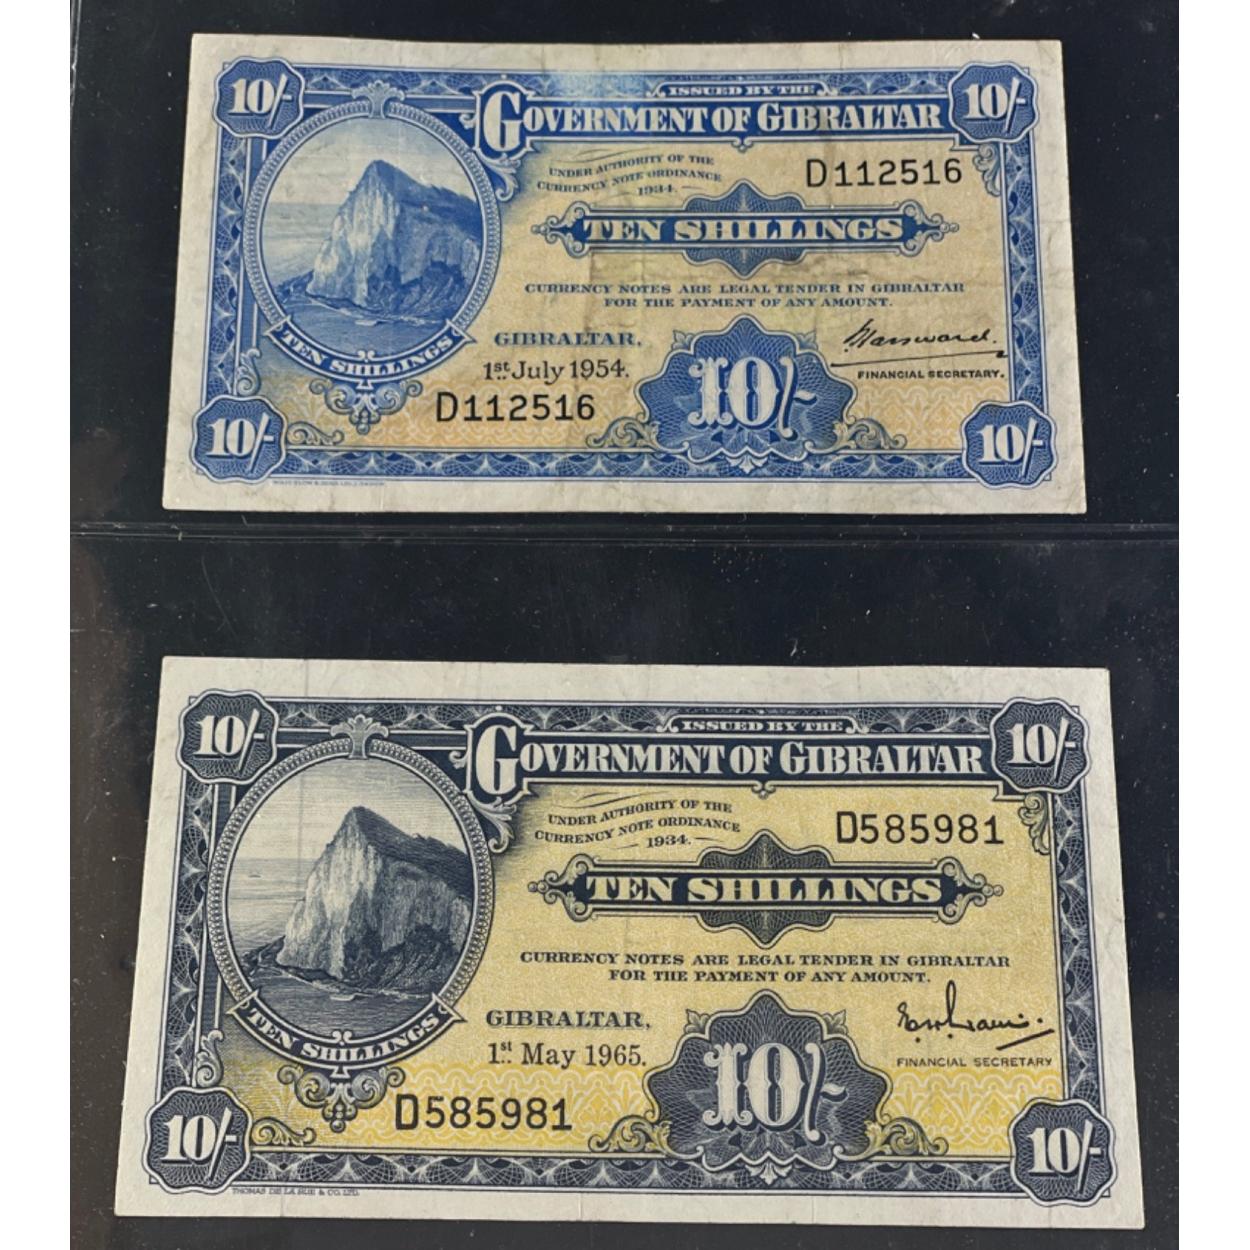 10/-
ISSUED BY THE
10/-
GOVERNMENT OF GIBRALTAR
UNDER AUTHORITY OF THE
CURRENCY NOTE ORDINANCE
1934.
D112516
TEN SHILLINGS
CURRENCY NOTES ARE LEGAL TENDER IN GIBRALTAR
FOR THE PAYMENT OF ANY AMOUNT.
TEN SHILLINGS
GIBRALTAR,
1st July 1954.
D112516
10/-
FINANCIAL SECRETARY.
10/-
10/-
10/-
ISSUED BY THE
10/-
GOVERNMENT OF GIBRALTAR
UNDER AUTHORITY OF THE
CURRENCY NOTE ORDINANCE
1934.
D585981
TEN SHILLINGS
CURRENCY NOTES ARE LEGAL TENDER IN GIBRALTAR
FOR THE PAYMENT OF ANY AMOUNT.
TEN SHILLINGS
GIBRALTAR,
1st May 1965.
D585981
10/-
FINANCIAL SECRETARY
10/-
10/-
THOMAS DE LA RUE & CO. LTD.